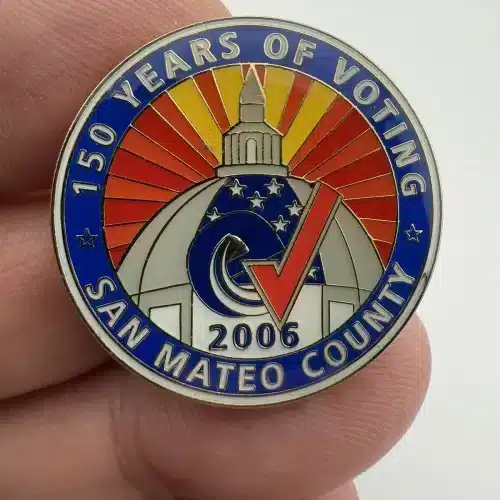 150 YEARS OF VOTING
2006
SAN MATEO COUNTY